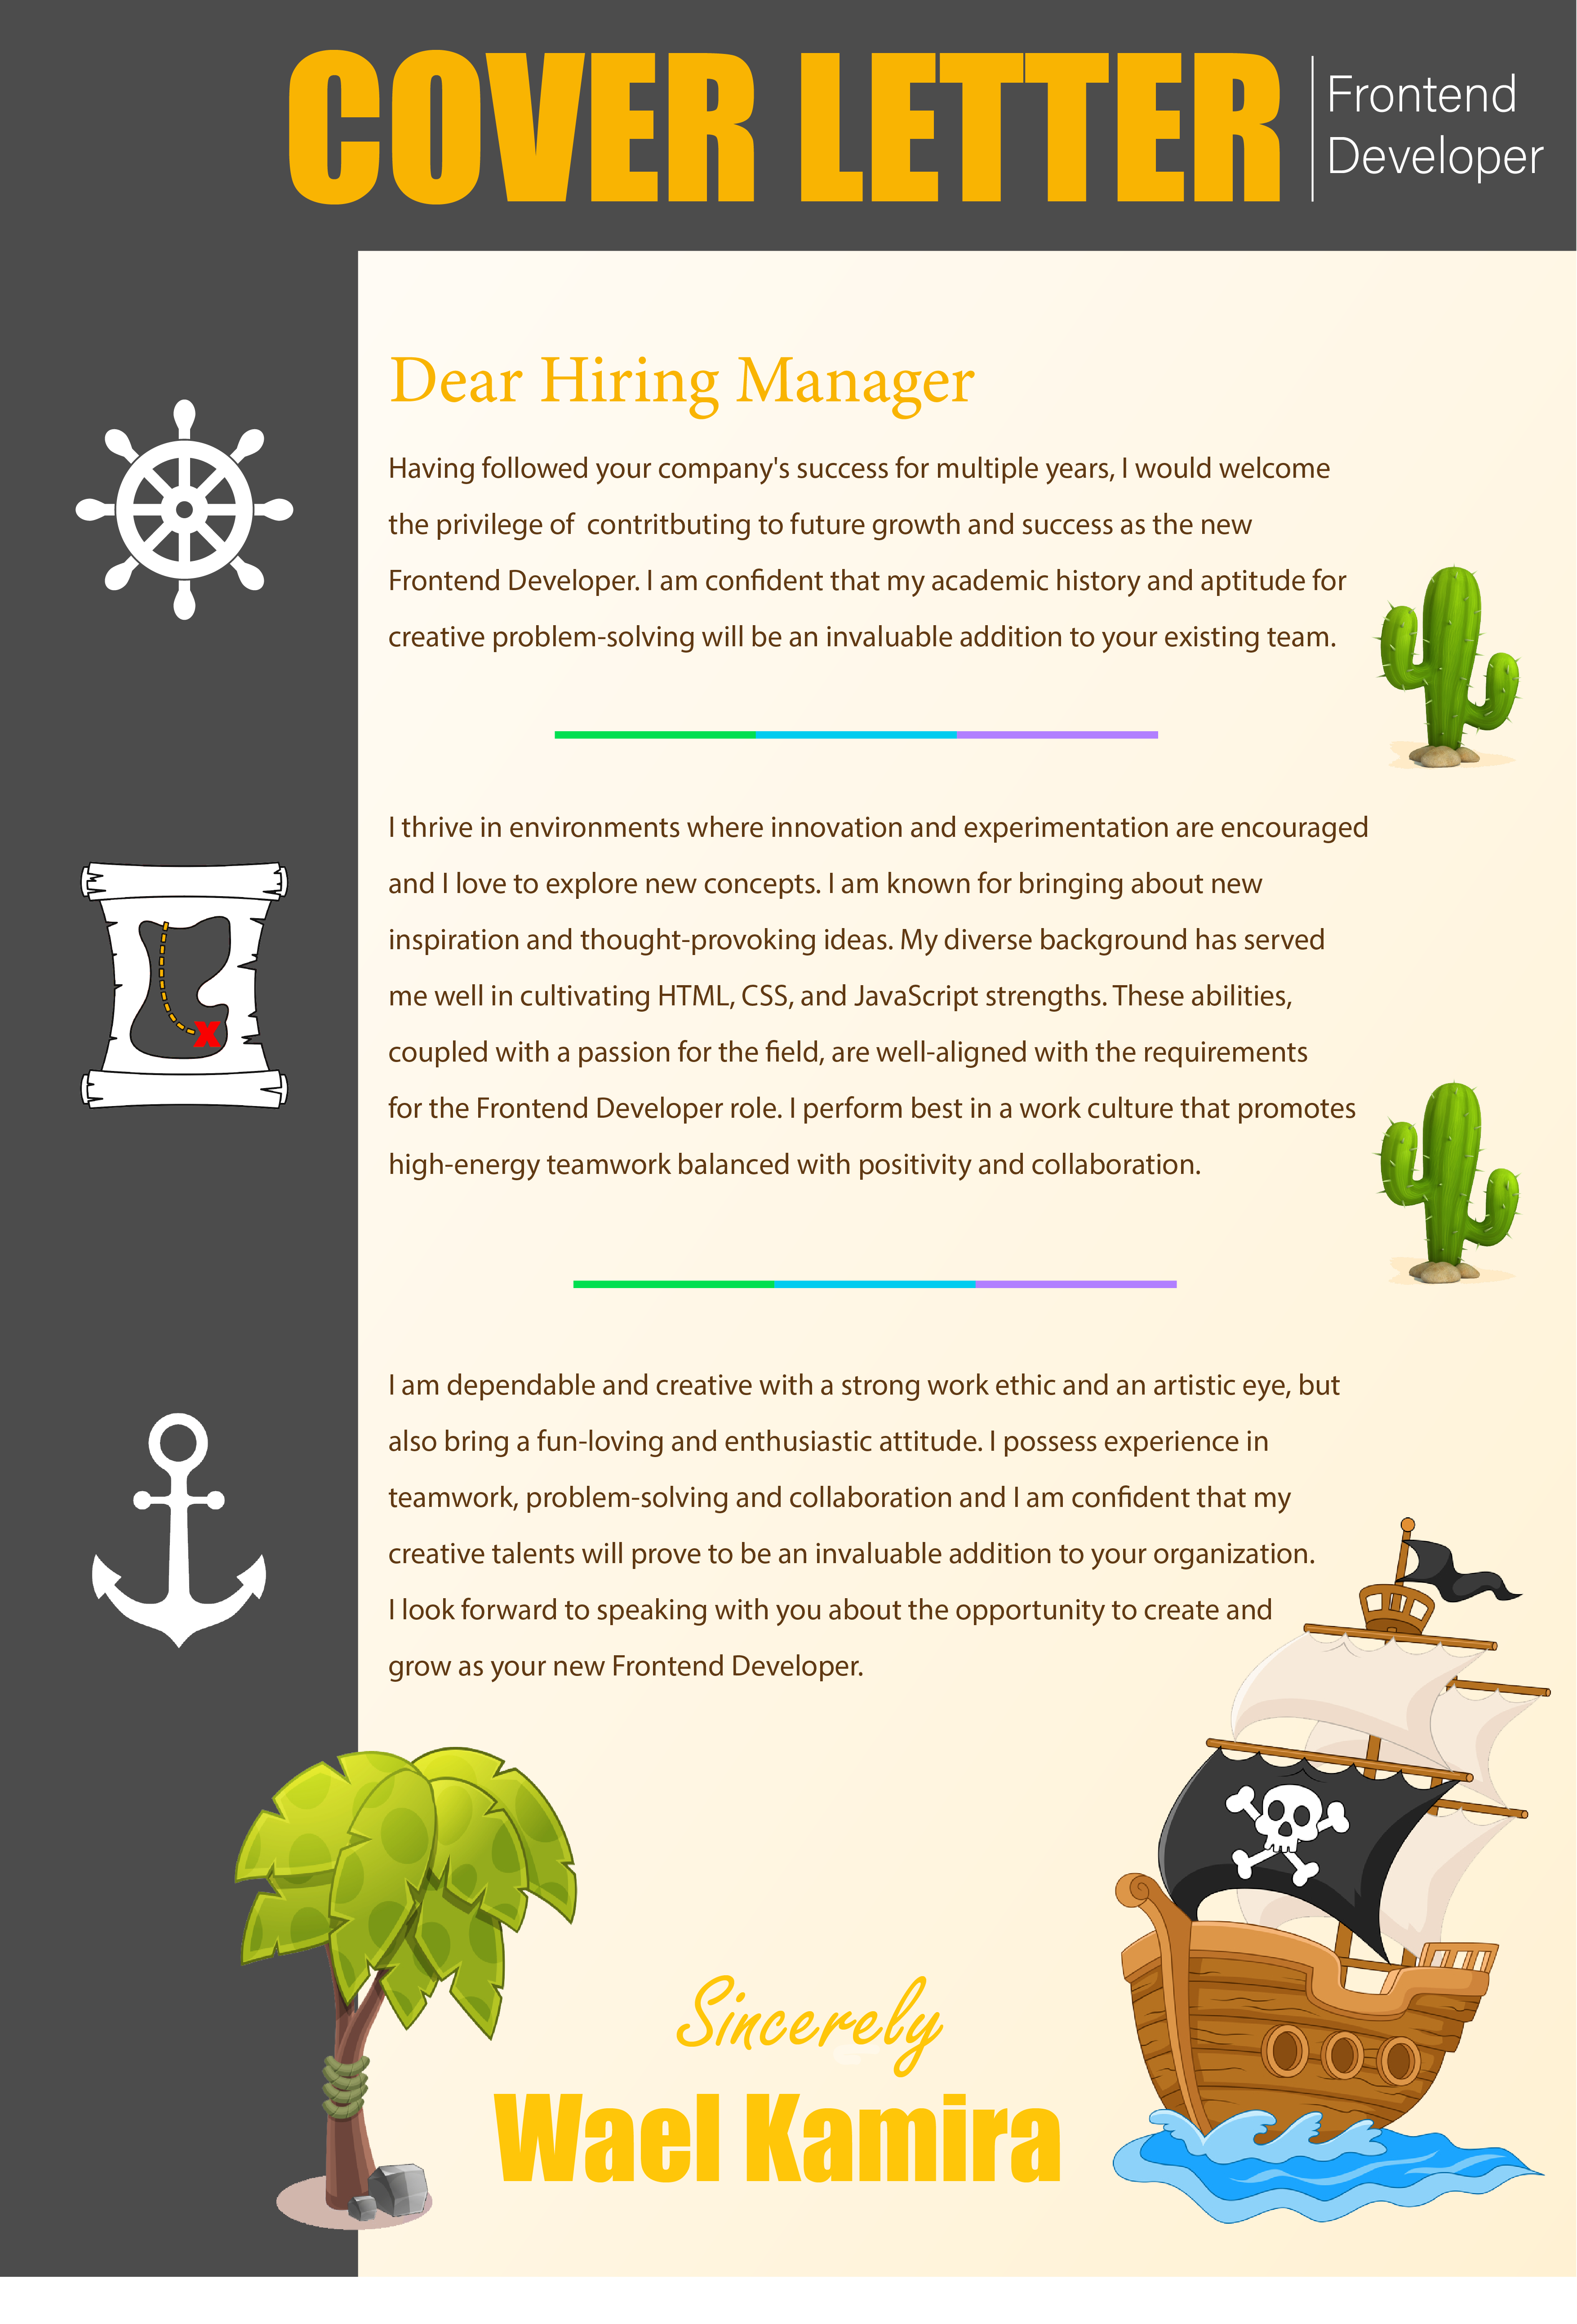 COVER LETTER
Frontend
Developer
Dear Hiring Manager
Having followed your company's success for multiple years, I would welcome
the privilege of  contritbuting to future growth and success as the new
Frontend Developer. I am confident that my academic history and aptitude for
creative problem-solving will be an invaluable addition to your existing team.
I thrive in environments where innovation and experimentation are encouraged
and I love to explore new concepts. I am known for bringing about new
inspiration and thought-provoking ideas. My diverse background has served
me well in cultivating HTML, CSS, and JavaScript strengths. These abilities,
coupled with a passion for the field, are well-aligned with the requirements
for the Frontend Developer role. I perform best in a work culture that promotes
high-energy teamwork balanced with positivity and collaboration.
I am dependable and creative with a strong work ethic and an artistic eye, but
also bring a fun-loving and enthusiastic attitude. I possess experience in
teamwork, problem-solving and collaboration and I am confident that my
creative talents will prove to be an invaluable addition to your organization.
I look forward to speaking with you about the opportunity to create and
grow as your new Frontend Developer.
Sincerely
Wael Kamira